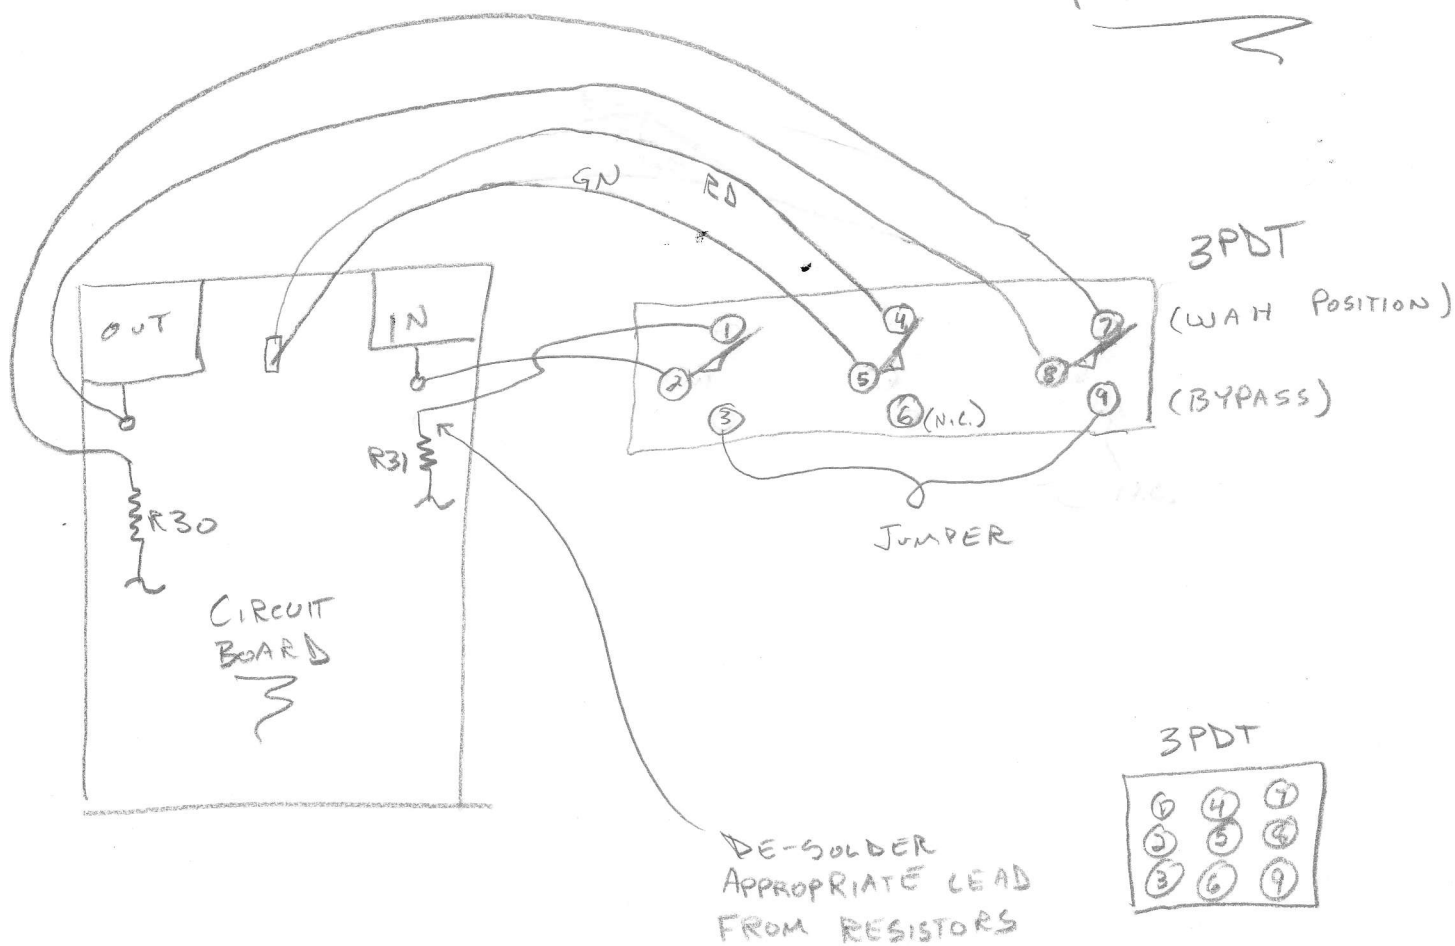 GN
RD
3PDT
(WAH POSITION)
OUT
IN
1
4
7
2
5
8
(BYPASS)
3
6
(N.C.)
9
R31
R30
JUMPER
CIRCUIT
BOARD
3PDT
1 4 7
2 5 8
3 6 9
DE-SOLDER
APPROPRIATE LEAD
FROM RESISTORS